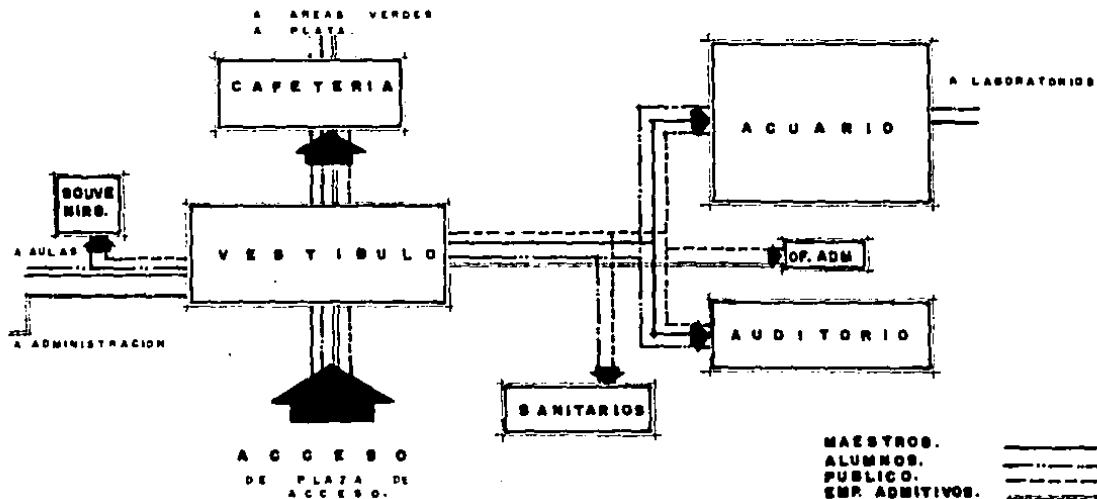 A AREAS VERDES
A PLAZA.
CAFETERIA
A LABORATORIOS
ACUARIO
SOUVE
NIRS.
A AULAS
VESTIBULO
OF. ADM
AUDITORIO
A ADMINISTRACION
SANITARIOS
ACCESO
DE PLAZA DE
ACCESO.
MAESTROS.
ALUMNOS.
PUBLICO.
EMP. ADMITIVOS.